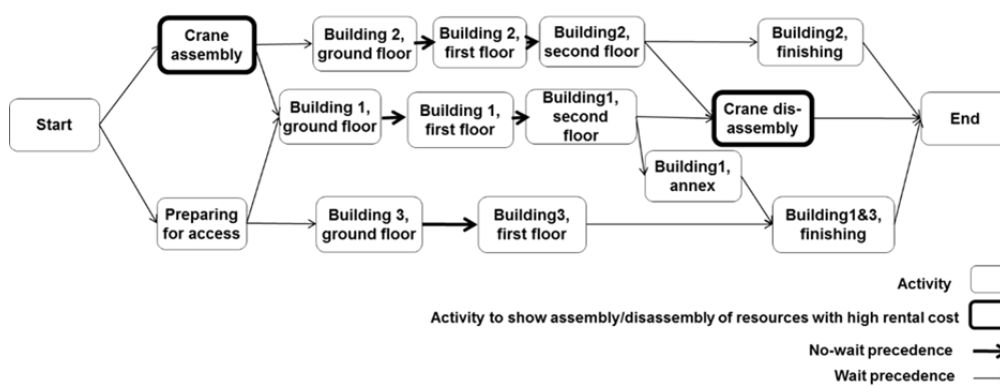 Crane
assembly
Building 2,
ground floor
Building 2,
first floor
Building2,
second floor
Building2,
finishing
Start
Building 1,
ground floor
Building 1,
first floor
Building1,
second
floor
Crane dis-
assembly
End
Building1,
annex
Preparing
for access
Building 3,
ground floor
Building3,
first floor
Building1&3,
finishing
Activity
Activity to show assembly/disassembly of resources with high rental cost
No-wait precedence
Wait precedence